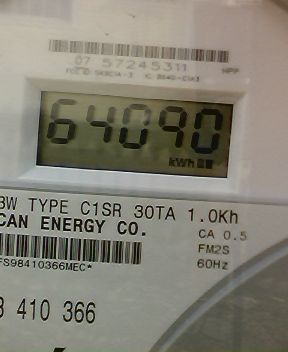 07 57245311
64090
kWh
3W TYPE C1SR 30TA 1.0Kh
CAN ENERGY CO.
CA 0.5
FM2S
FS98410366MEC*
60Hz
3 410 366